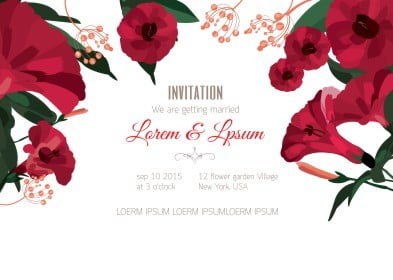 INVITATION
We are getting married
Lorem & Lpsum
sep 10 2015 12 flower garden Village
at 3 o'clock New York, USA
LOREM IPSUM LOREM IPSUMLOREM IPSUM